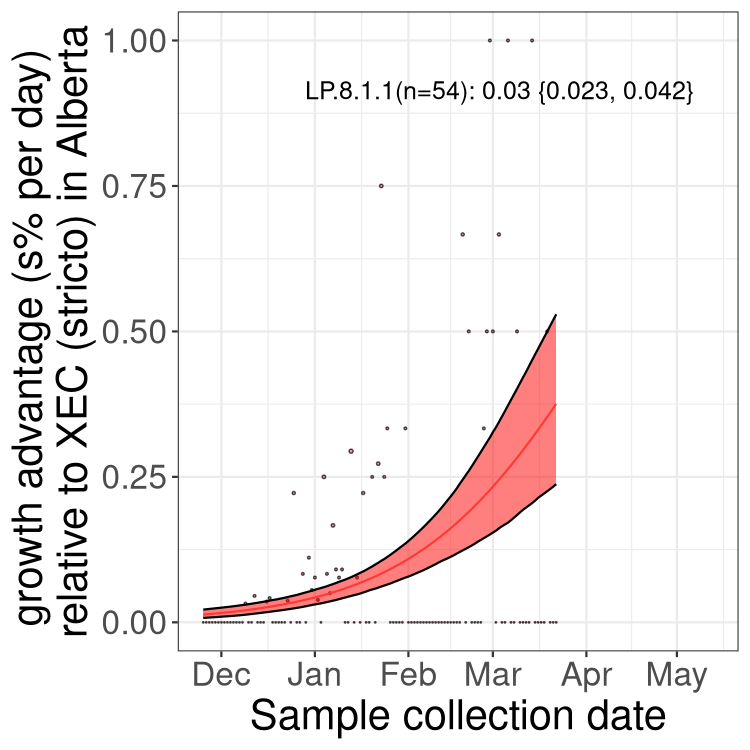 growth advantage (s% per day)
relative to XEC (stricto) in Alberta
1.00
0.75
0.50
0.25
0.00
LP.8.1.1(n=54): 0.03 {0.023, 0.042}
Dec Jan Feb Mar Apr May
Sample collection date